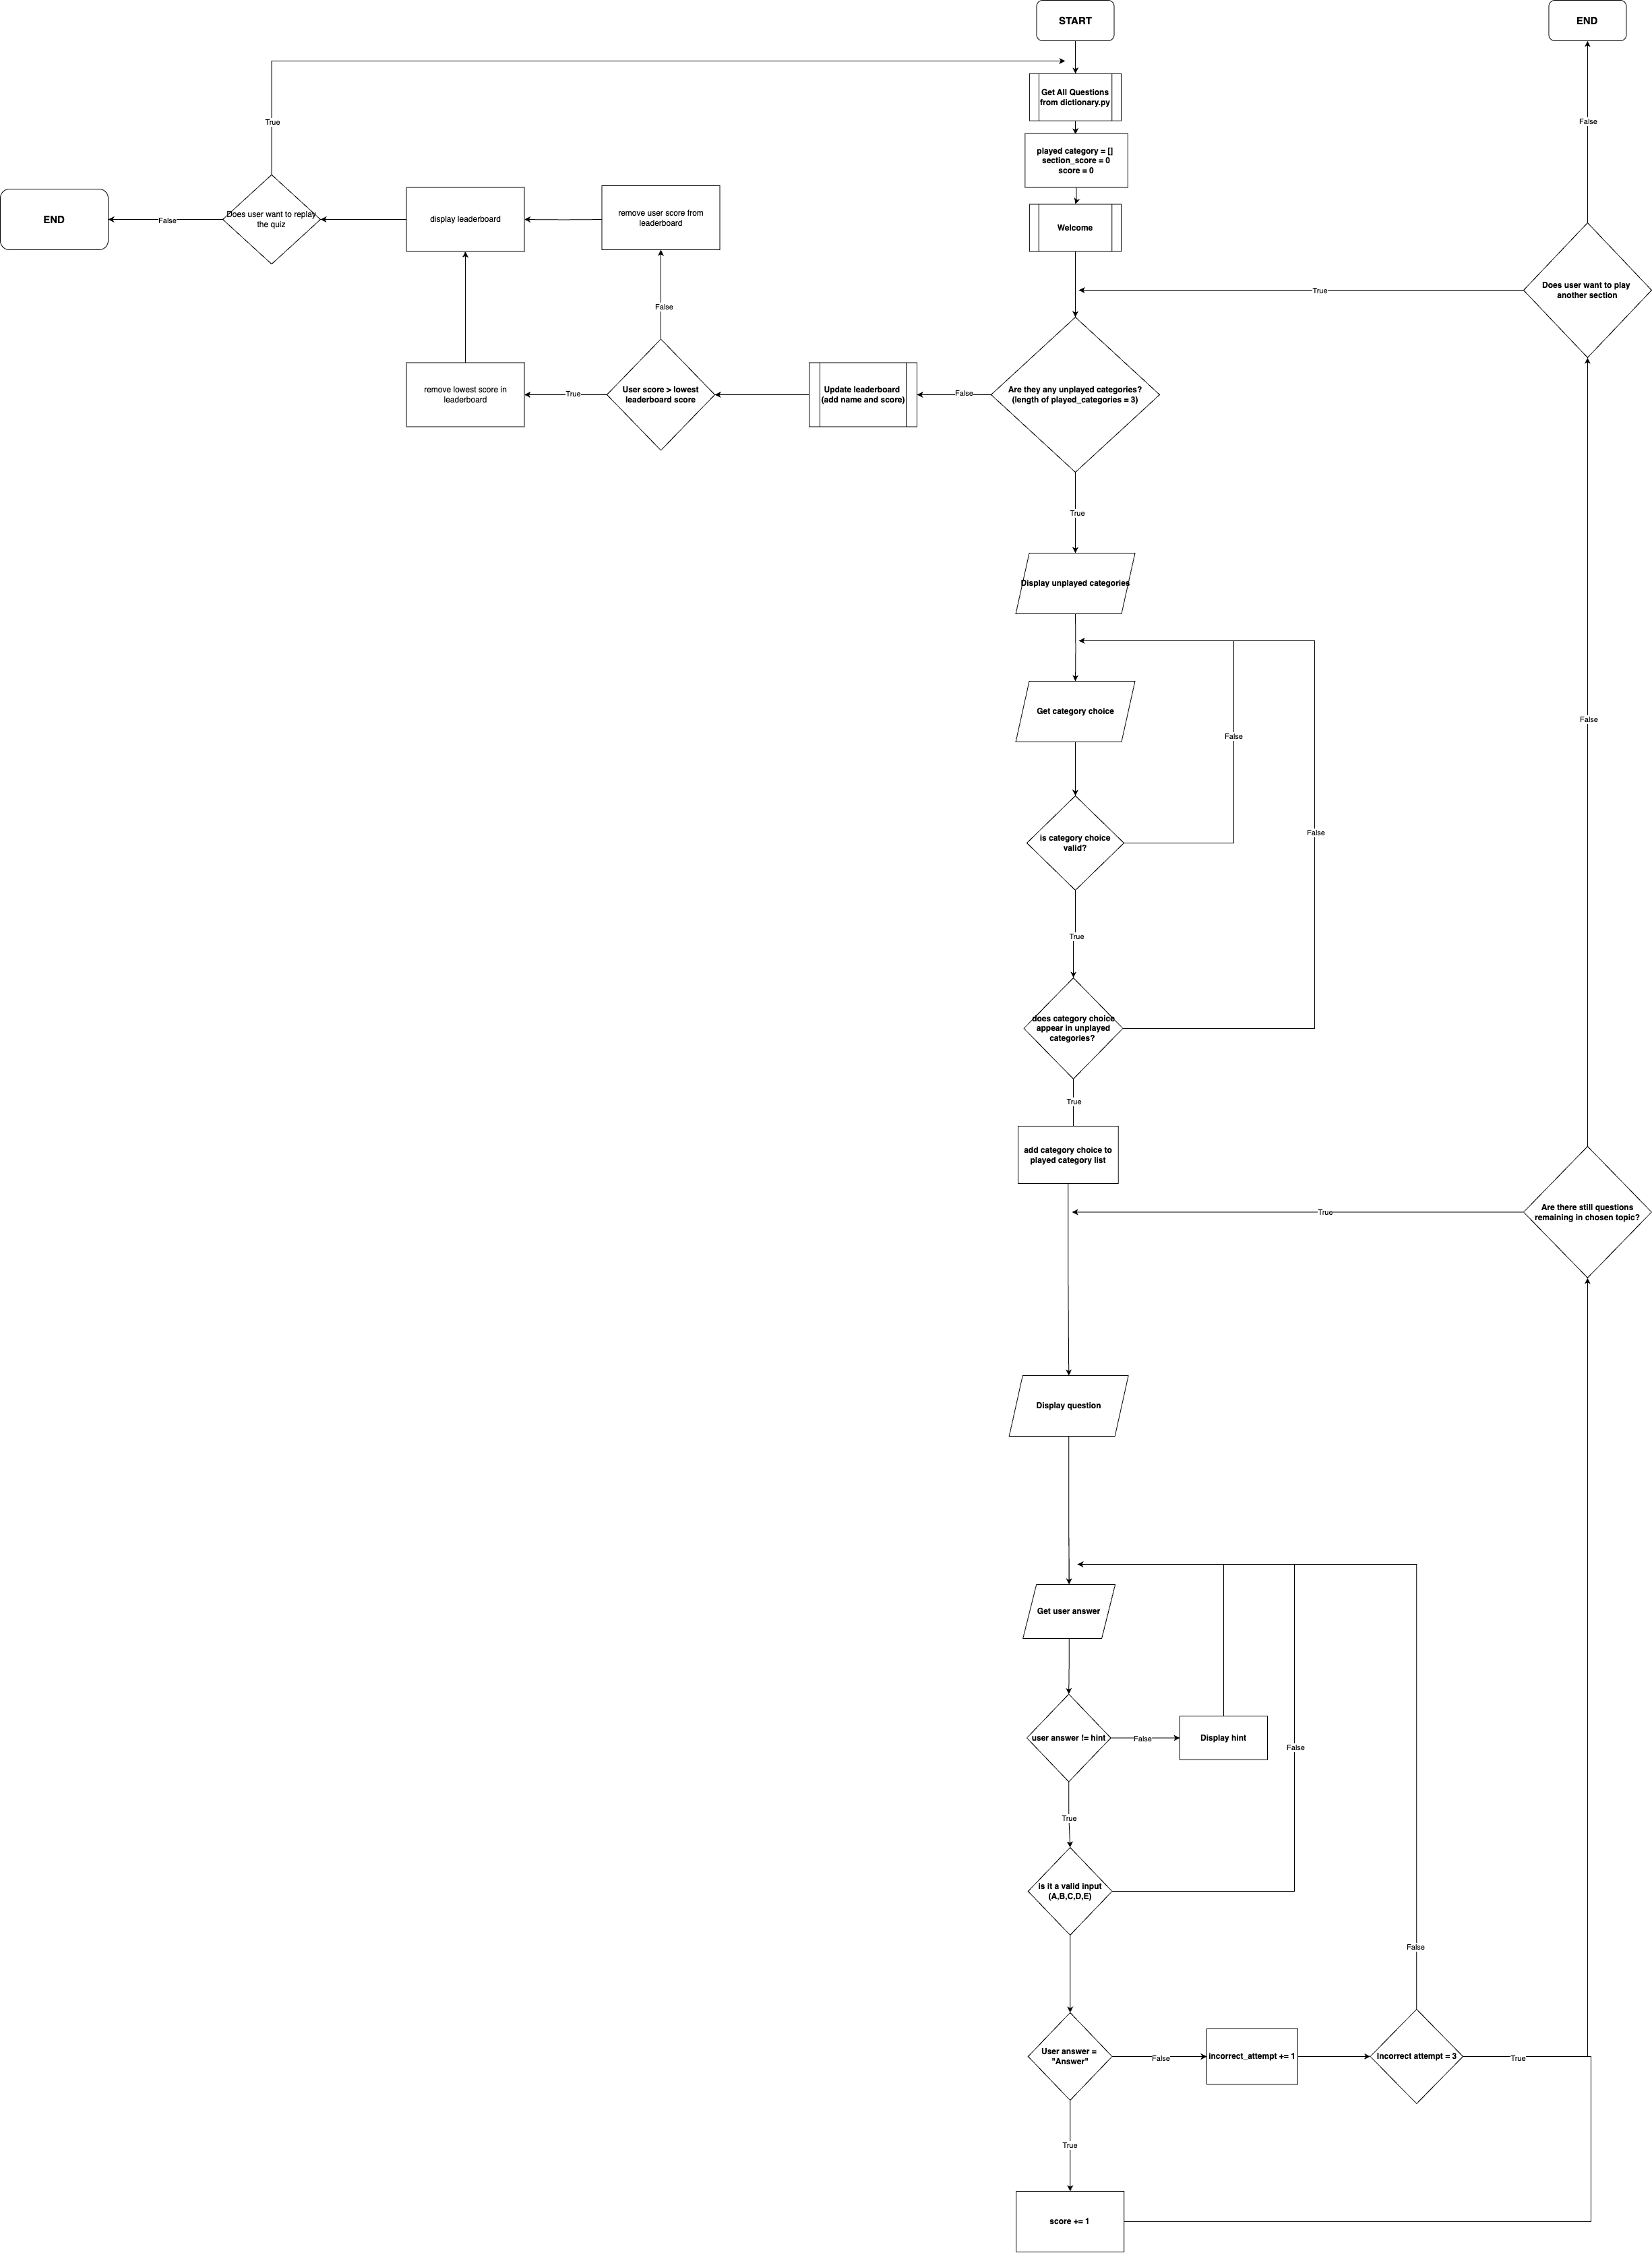 START
END
Get All Questions
from dictionary.py
True
False
played category = []
section_score = 0
score = 0
END
False
Does user want to replay
the quiz
display leaderboard
remove user score from
leaderboard
Welcome
Does user want to play
another section
True
False
remove lowest score in
leaderboard
True
User score > lowest
leaderboard score
Update leaderboard
(add name and score)
False
Are they any unplayed categories?
(length of played_categories = 3)
True
Display unplayed categories
Get category choice
False
False
False
is category choice
valid?
True
does category choice
appear in unplayed
categories?
True
add category choice to
played category list
True
Are there still questions
remaining in chosen topic?
Display question
Get user answer
user answer != hint
False
Display hint
False
True
is it a valid input
(A,B,C,D,E)
False
User answer =
"Answer"
False
incorrect_attempt += 1
Incorrect attempt = 3
True
True
score += 1